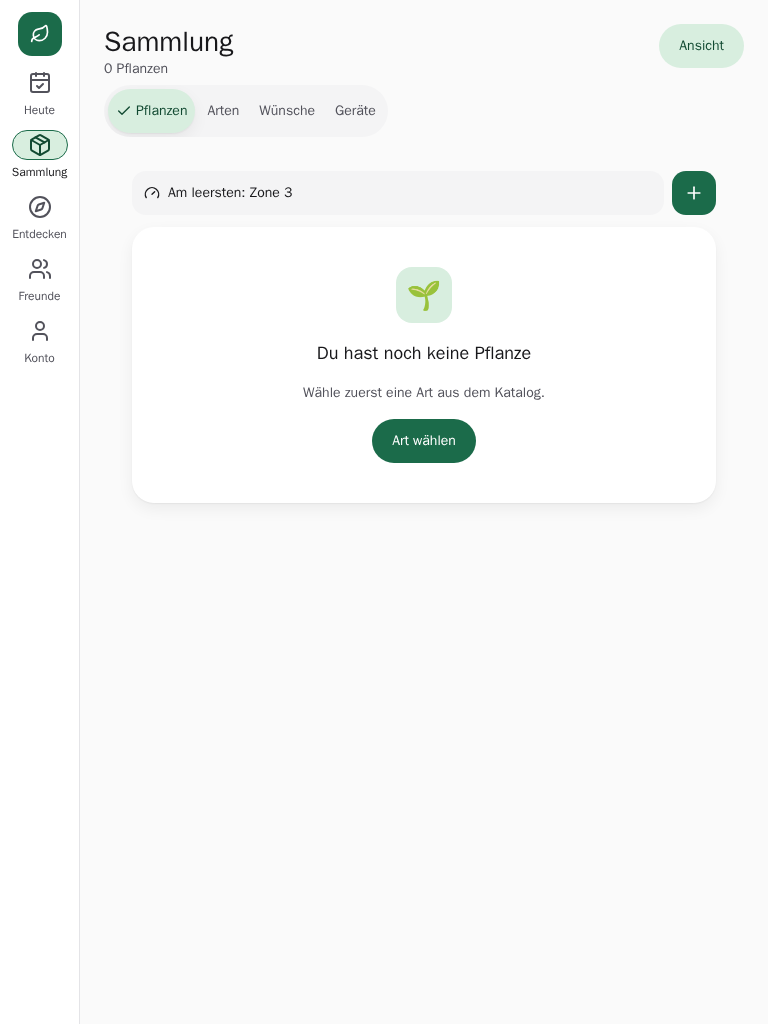 Sammlung
0 Pflanzen
Ansicht
Pflanzen
Arten
Wünsche
Geräte
Heute
Sammlung
Entdecken
Freunde
Konto
Am leersten: Zone 3
Du hast noch keine Pflanze
Wähle zuerst eine Art aus dem Katalog.
Art wählen